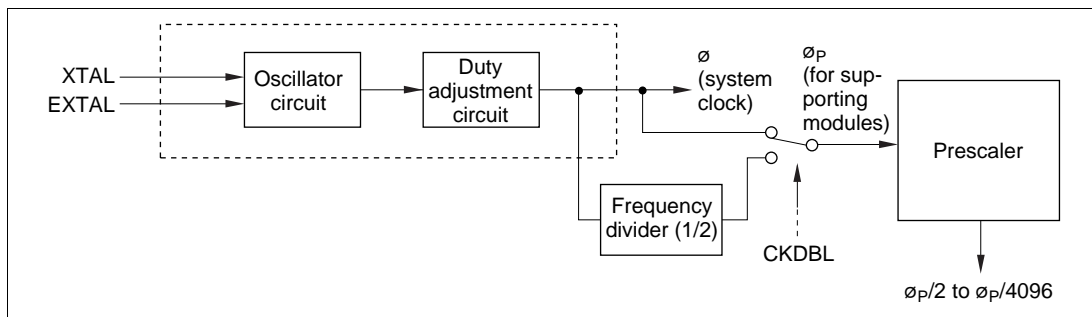 XTAL
EXTAL
Oscillator
circuit
Duty
adjustment
circuit
ø
(system
clock)
øP
(for sup-
porting
modules)
Prescaler
Frequency
divider (1/2)
CKDBL
øP/2 to øP/4096